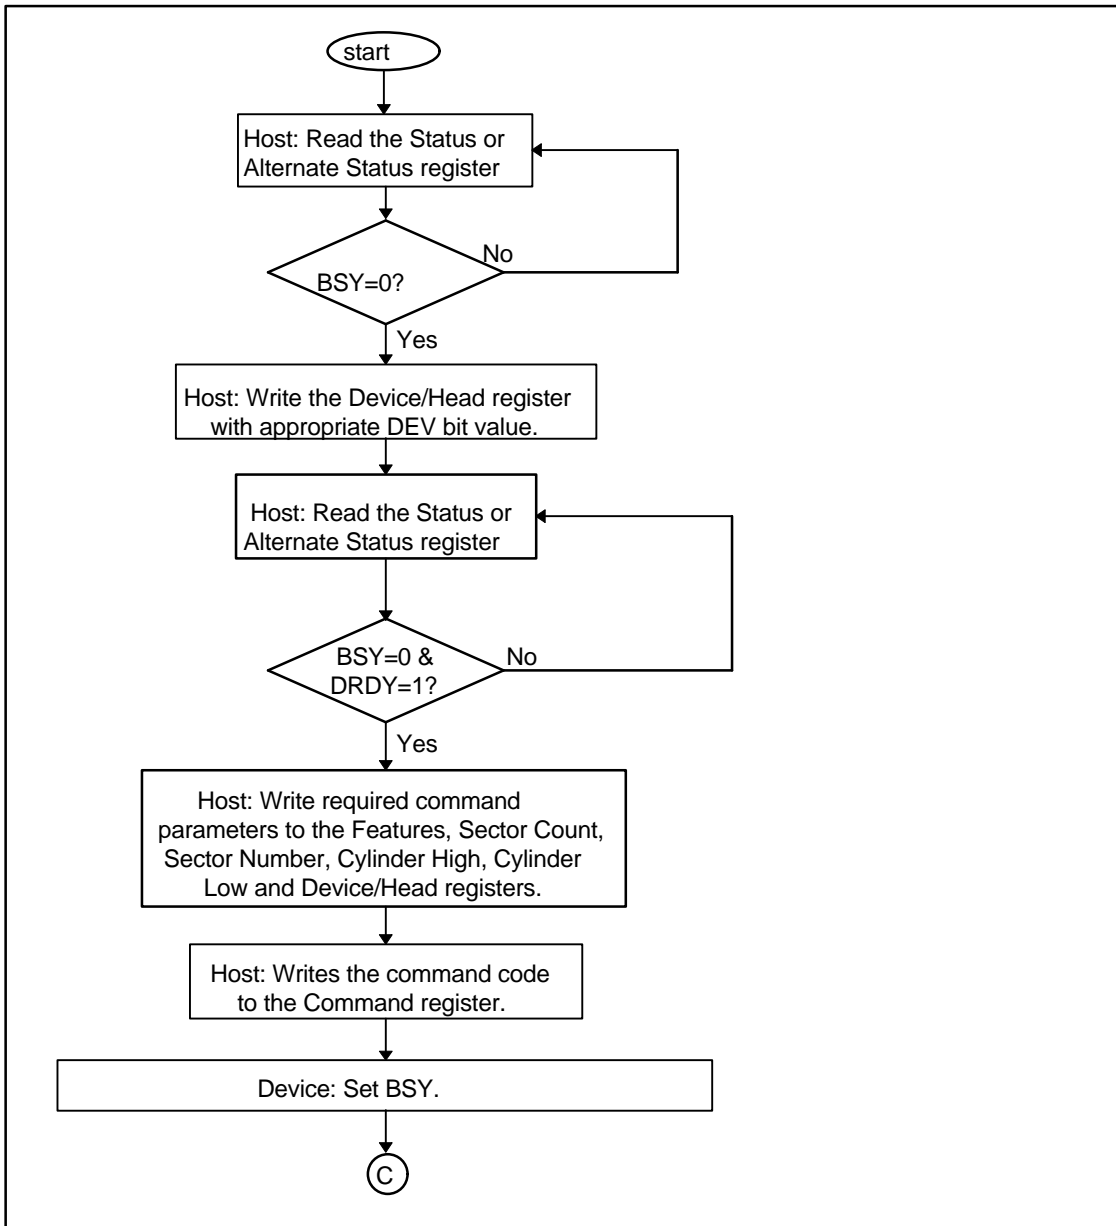 start
Host: Read the Status or
Alternate Status register
No
BSY=0?
Yes
Host: Write the Device/Head register
with appropriate DEV bit value.
Host: Read the Status or
Alternate Status register
BSY=0 &
DRDY=1?
No
Yes
Host: Write required command
parameters to the Features, Sector Count,
Sector Number, Cylinder High, Cylinder
Low and Device/Head registers.
Host: Writes the command code
to the Command register.
Device: Set BSY.
C